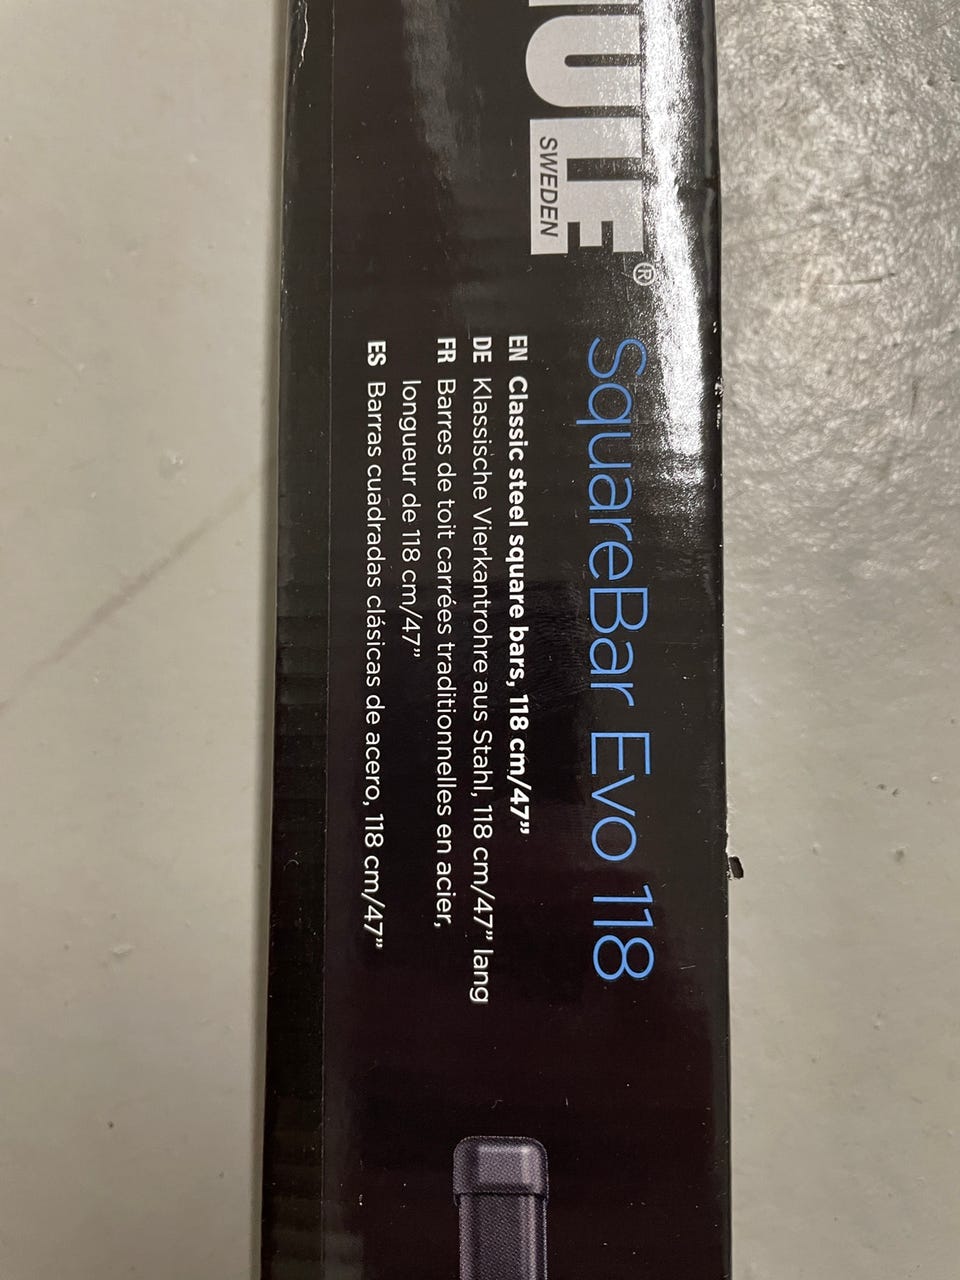 SWEDEN
®
SquareBar Evo 118
EN Classic steel square bars, 118 cm/47”
DE Klassische Vierkantrohre aus Stahl, 118 cm/47” lang
FR Barres de toit carrées traditionnelles en acier,
longueur de 118 cm/47”
ES Barras cuadradas clásicas de acero, 118 cm/47”